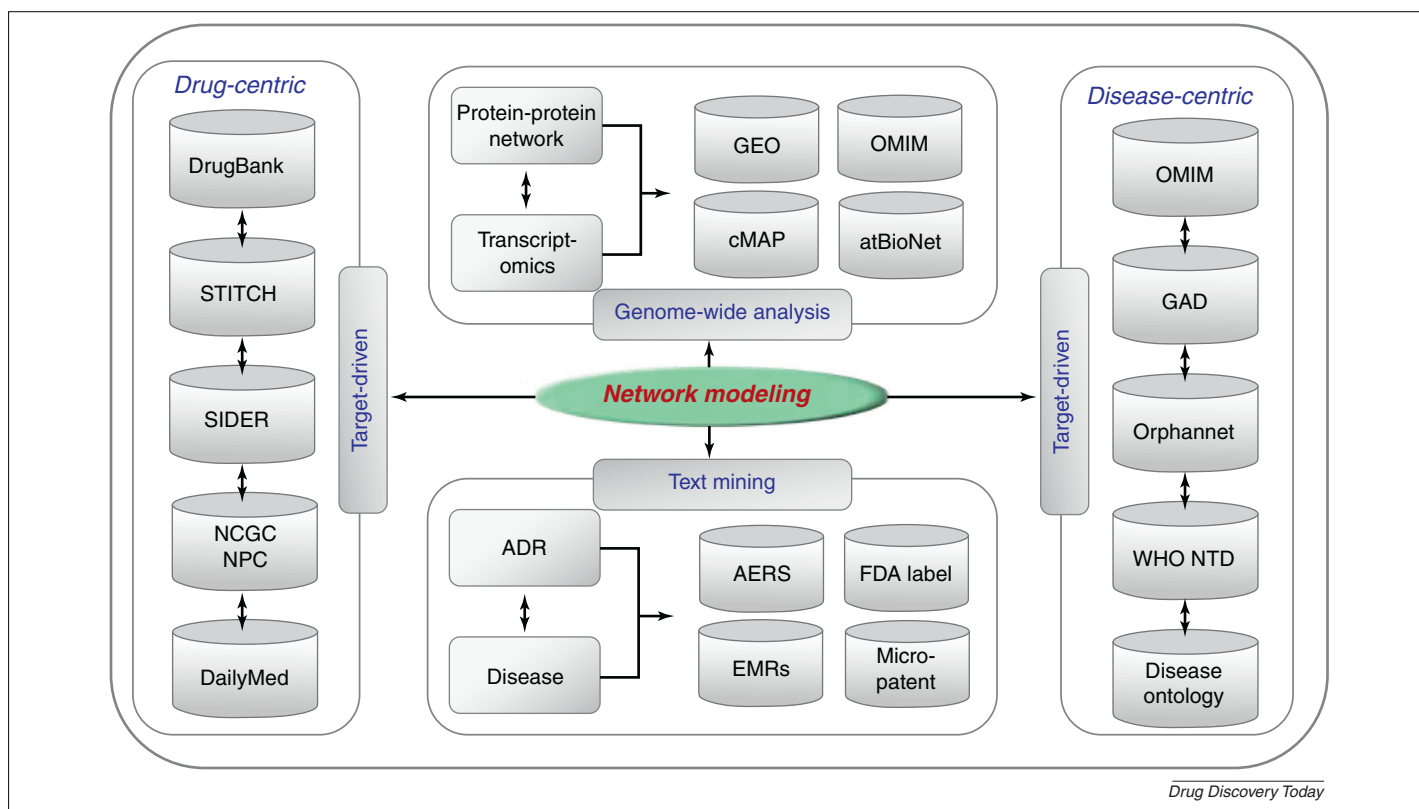 Drug-centric
DrugBank
STITCH
SIDER
NCGC
NPC
DailyMed
Target-driven
Protein-protein
network
Transcript-
omics
GEO
OMIM
cMAP
atBioNet
Genome-wide analysis
Network modeling
Text mining
ADR
Disease
AERS
FDA label
EMRs
Micro-
patent
Disease-centric
OMIM
GAD
Orphannet
WHO NTD
Disease
ontology
Target-driven
Drug Discovery Today